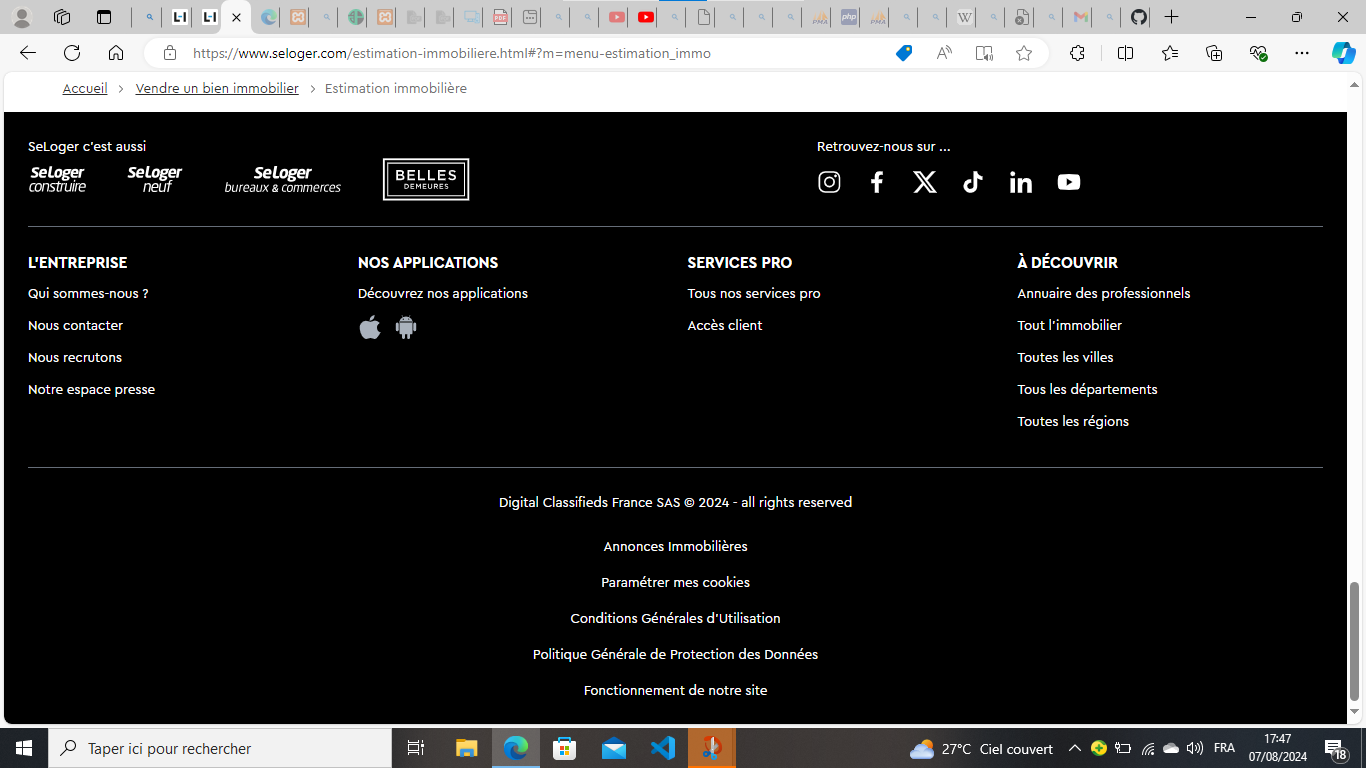 https://www.seloger.com/estimation-immobiliere.html#?m=menu-estimation_immo
Accueil > Vendre un bien immobilier > Estimation immobilière
SeLoger c'est aussi
Retrouvez-nous sur ...
SeLoger construire
SeLoger neuf
SeLoger bureaux & commerces
BELLES DEMEURES
L'ENTREPRISE
Qui sommes-nous ?
Nous contacter
Nous recrutons
Notre espace presse
NOS APPLICATIONS
Découvrez nos applications
SERVICES PRO
Tous nos services pro
Accès client
À DÉCOUVRIR
Annuaire des professionnels
Tout l'immobilier
Toutes les villes
Tous les départements
Toutes les régions
Digital Classifieds France SAS © 2024 - all rights reserved
Annonces Immobilières
Paramétrer mes cookies
Conditions Générales d'Utilisation
Politique Générale de Protection des Données
Fonctionnement de notre site
Taper ici pour rechercher
27°C Ciel couvert
FRA
17:47
07/08/2024
18